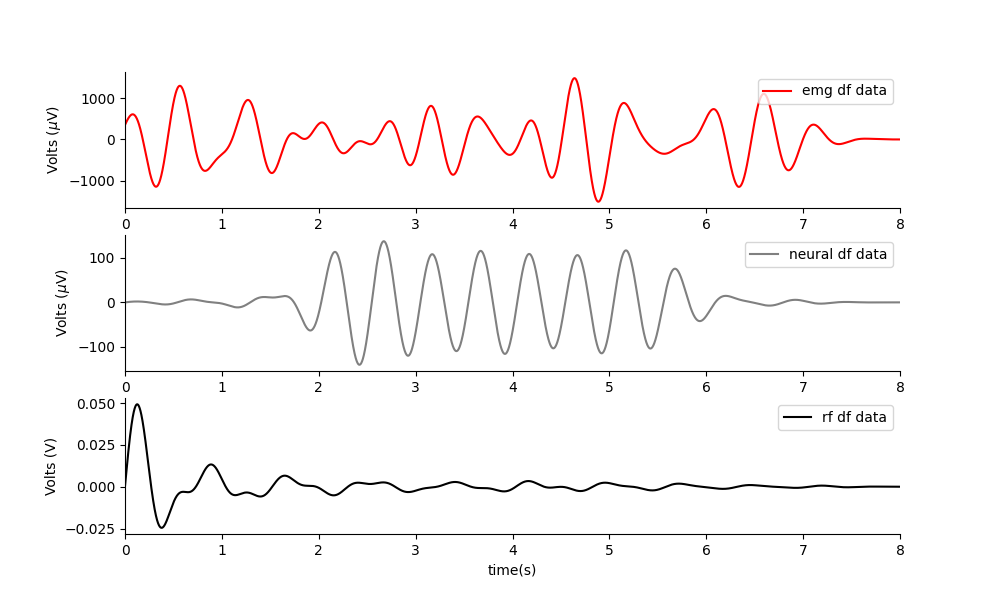 1000
0
−1000
Volts (μV)
emg df data
0 1 2 3 4 5 6 7 8
100
0
−100
Volts (μV)
neural df data
0 1 2 3 4 5 6 7 8
0.050
0.025
0.000
−0.025
Volts (V)
rf df data
0 1 2 3 4 5 6 7 8
time(s)